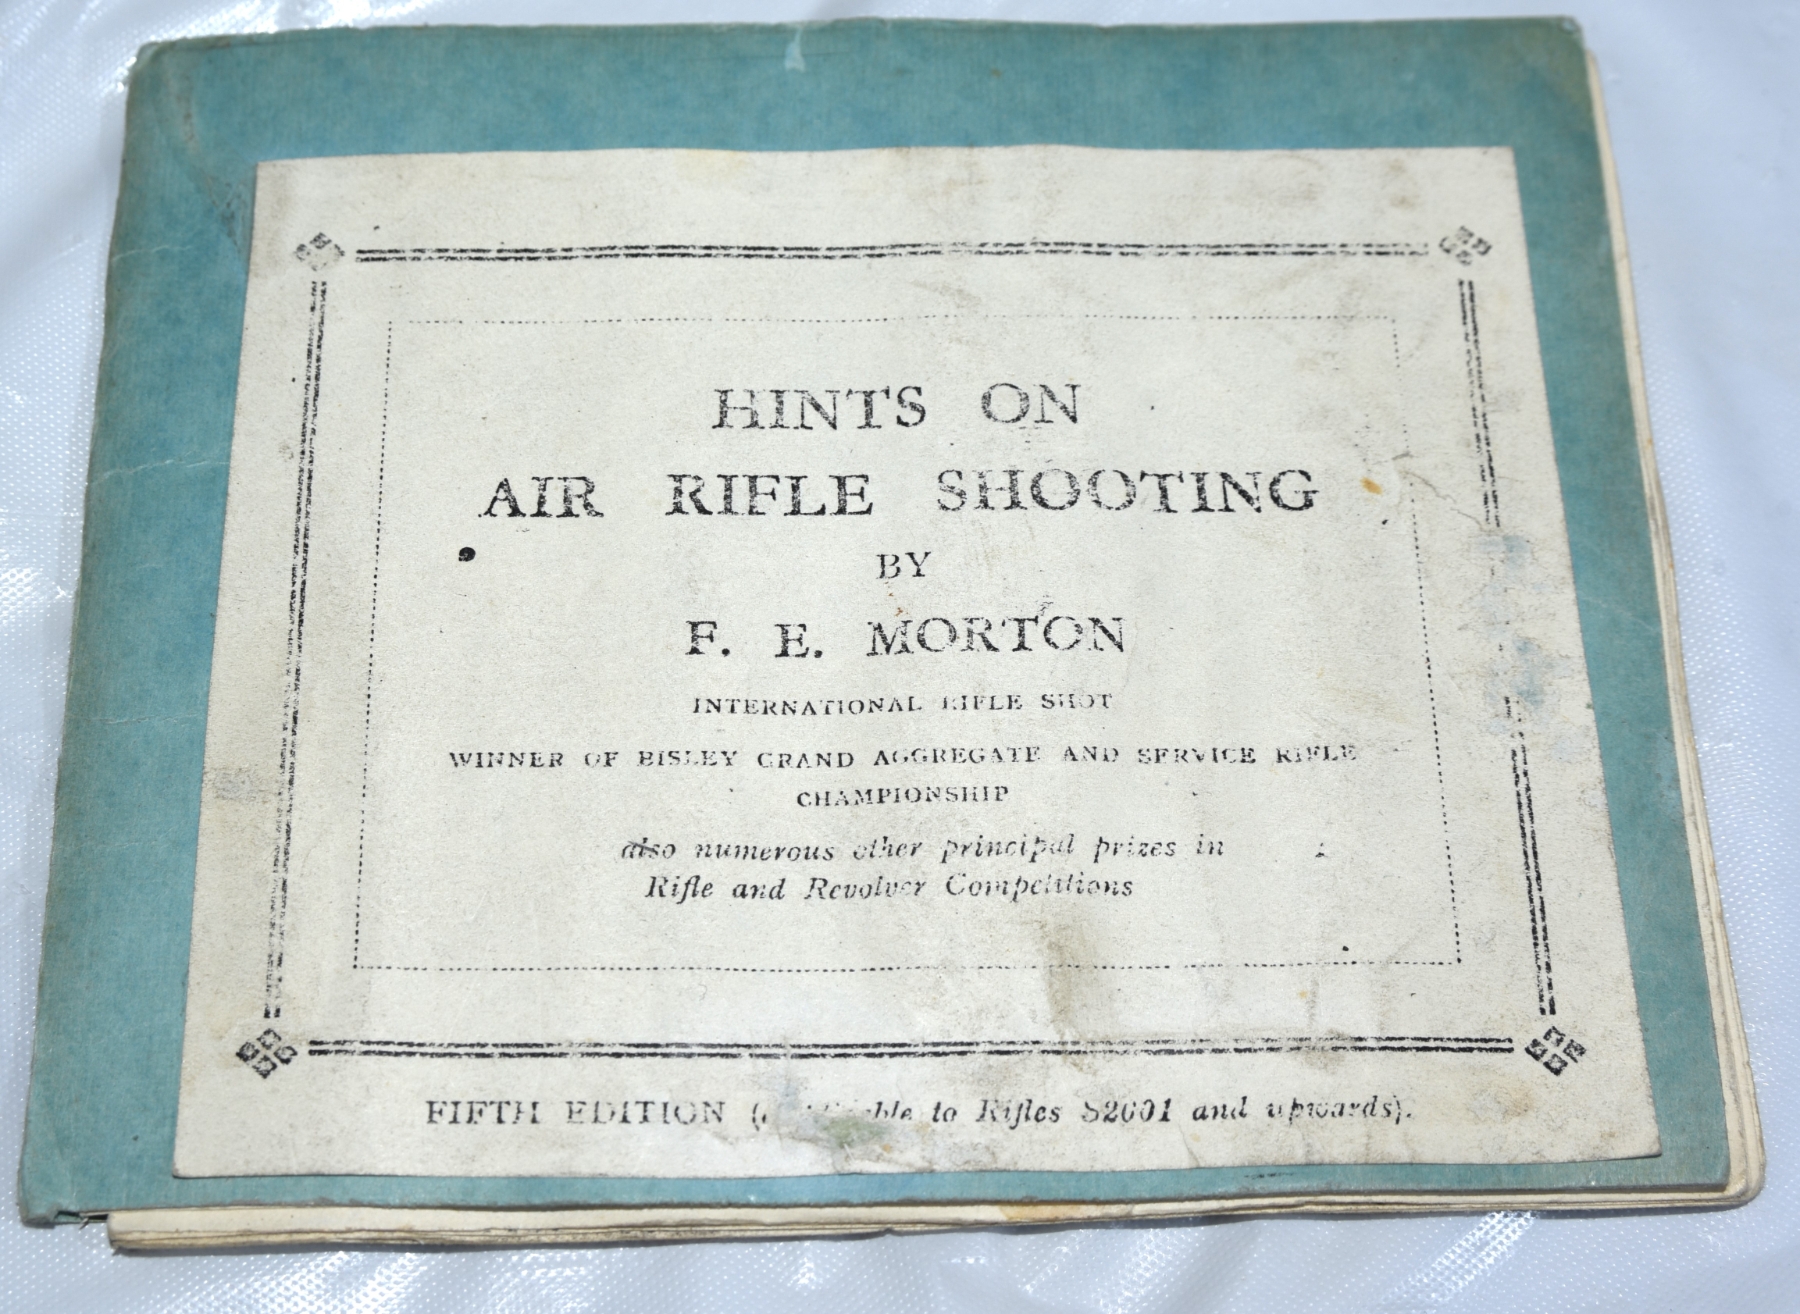 HINTS ON
AIR RIFLE SHOOTING
BY
F. E. MORTON
INTERNATIONAL RIFLE SHOT
WINNER OF BISLEY GRAND AGGREGATE AND SERVICE RIFLE
CHAMPIONSHIP
also numerous other principal prizes in
Rifle and Revolver Competitions
FIFTH EDITION ( to Rifles S2001 and upwards).